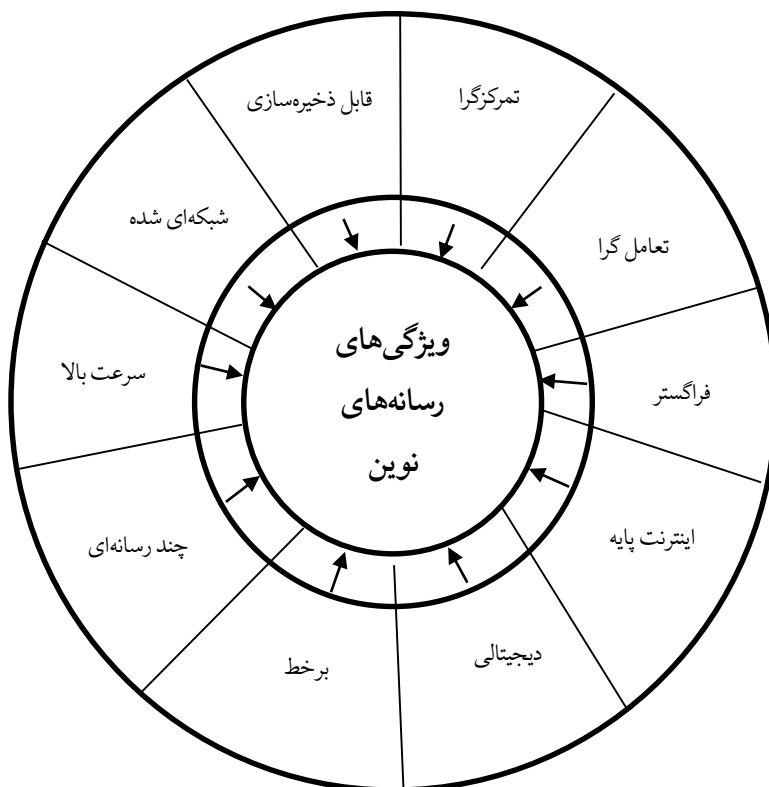 ویژگی‌های
رسانه‌های
نوین
تمرکزگرا
تعامل گرا
فراگستر
اینترنت پایه
دیجیتالی
برخط
چند رسانه‌ای
سرعت بالا
شبکه‌ای شده
قابل ذخیره‌سازی